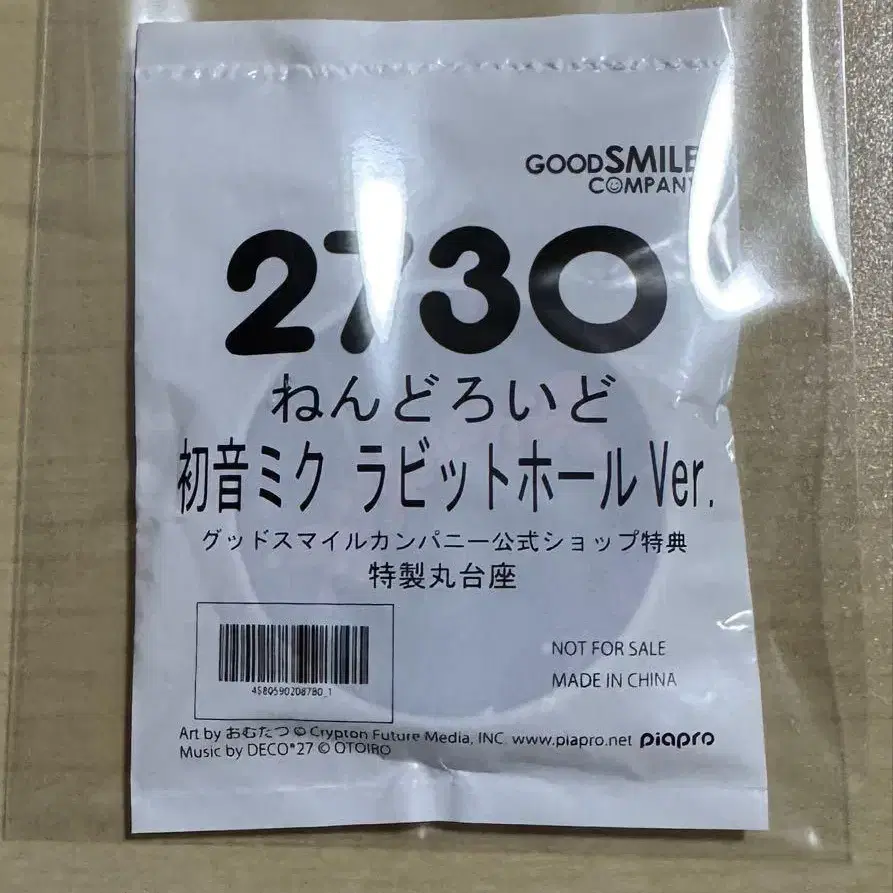 GOODSMILE
COMPANY
2730
ねんどろいど
初音ミク ラビットホール Ver.
グッドスマイルカンパニー公式ショップ特典
特製丸台座
4580590208780_1
NOT FOR SALE
MADE IN CHINA
Art by おむたつ © Crypton Future Media, INC. www.piapro.net piapro
Music by DECO*27 © OTOIRO